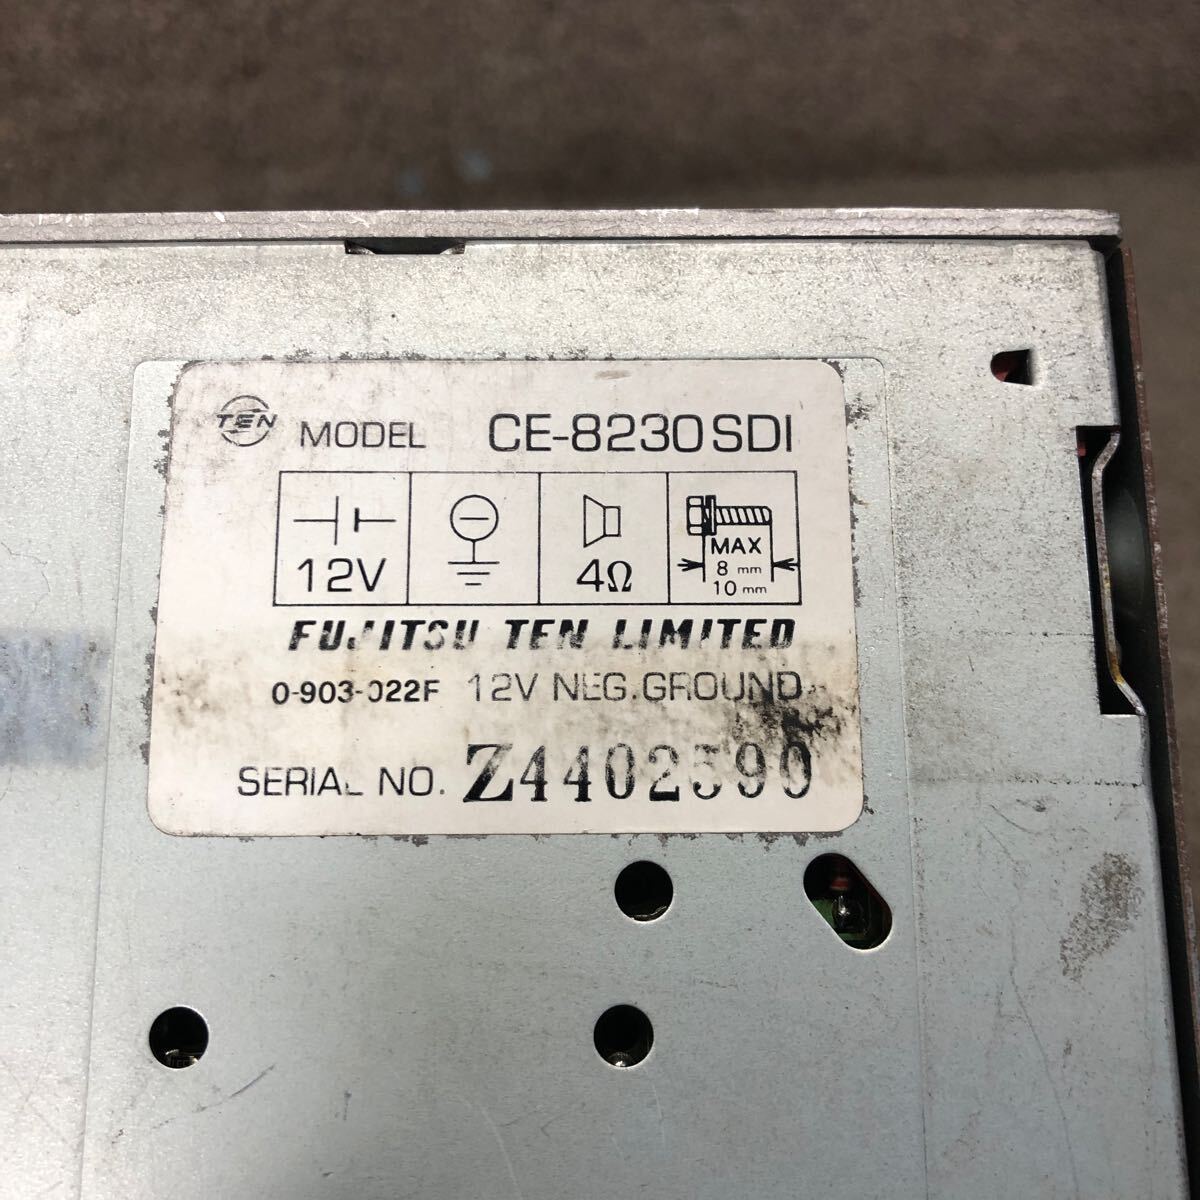 TEN MODEL CE-8230SDI
12V 4Ω MAX
8 mm
10 mm
FUJITSU TEN LIMITED
0-903-022F 12V NEG.GROUND
SERIAL NO. Z4402590